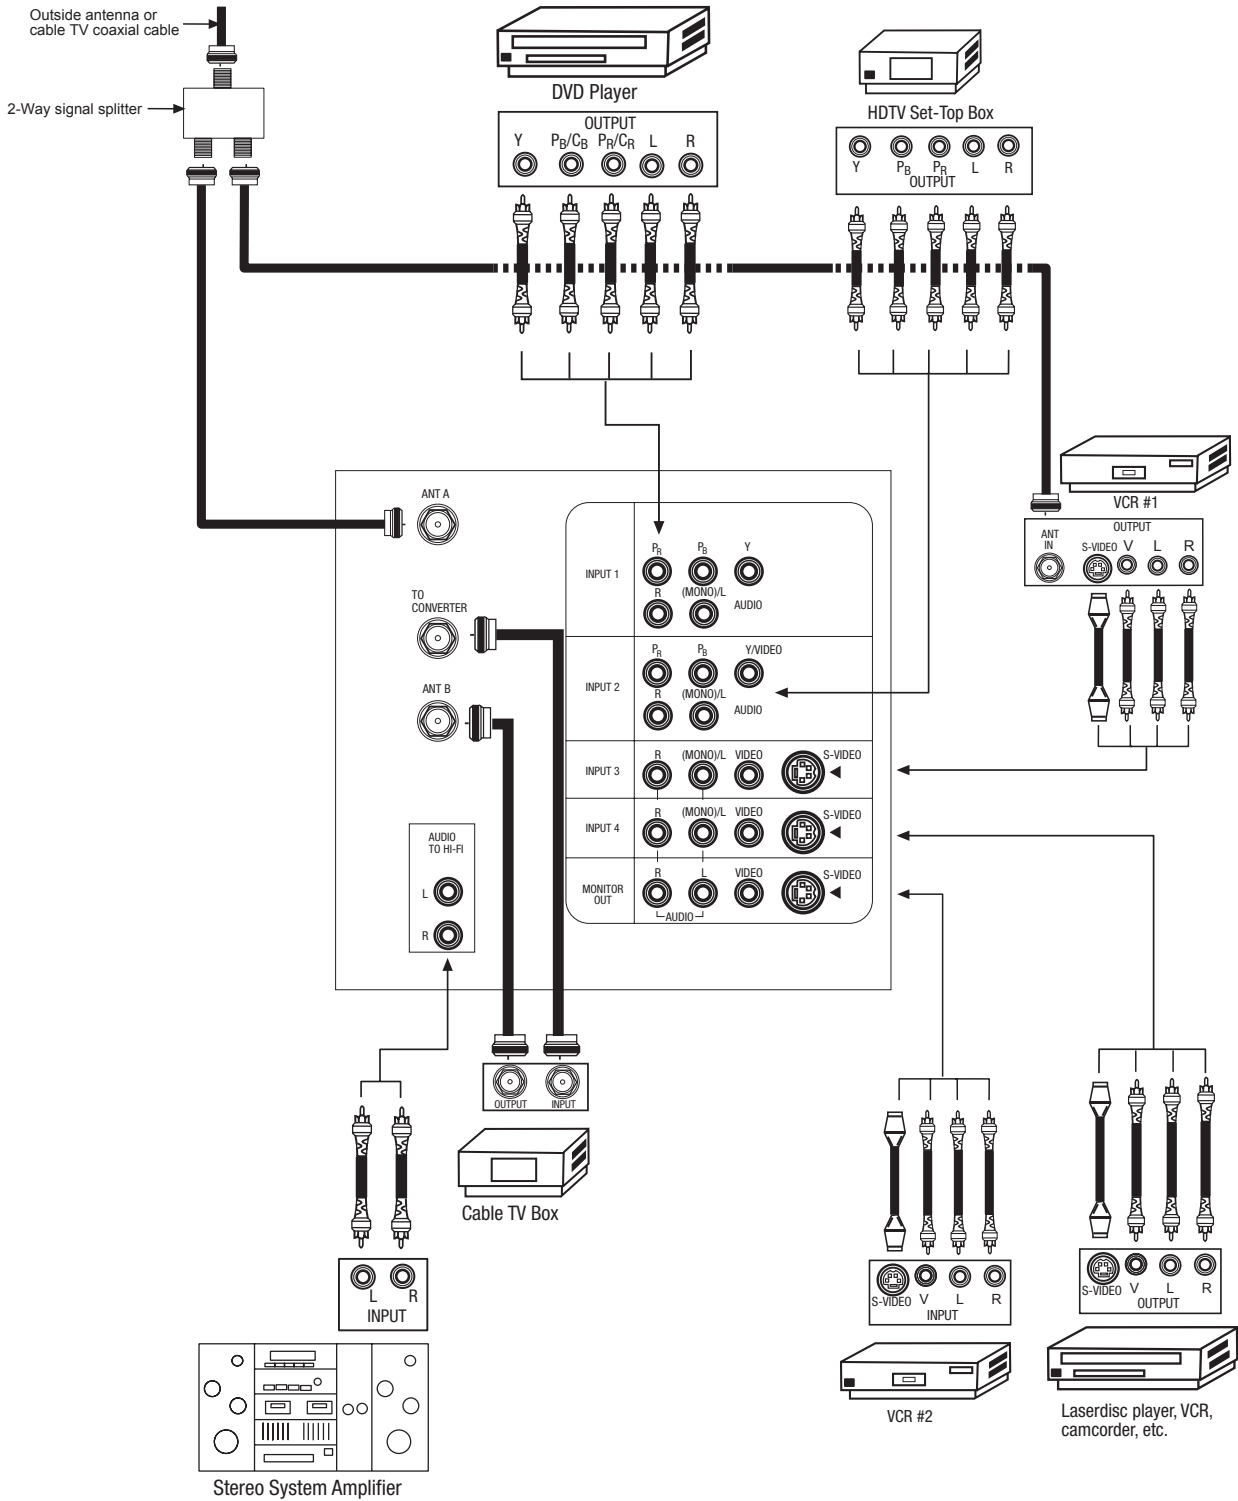 Outside antenna or
cable TV coaxial cable
2-Way signal splitter
DVD Player
OUTPUT
Y PB/CB PR/CR L R
HDTV Set-Top Box
Y PB PR L R
OUTPUT
VCR #1
OUTPUT
ANT
IN
S-VIDEO V L R
ANT A
TO
CONVERTER
ANT B
AUDIO
TO HI-FI
L
R
PR PB Y
INPUT 1
R (MONO)/L AUDIO
PR PB Y/VIDEO
INPUT 2
R (MONO)/L AUDIO
R (MONO)/L VIDEO S-VIDEO
INPUT 3
R (MONO)/L VIDEO S-VIDEO
INPUT 4
R L VIDEO S-VIDEO
MONITOR
OUT
AUDIO
OUTPUT INPUT
Cable TV Box
L R
INPUT
Stereo System Amplifier
S-VIDEO V L R
INPUT
VCR #2
S-VIDEO V L R
OUTPUT
Laserdisc player, VCR,
camcorder, etc.